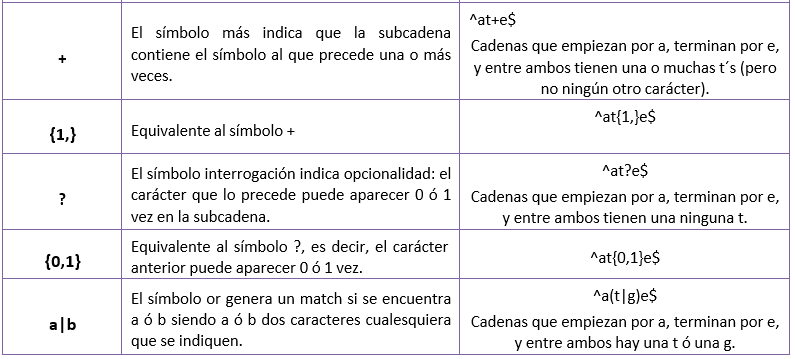 +
El símbolo más indica que la subcadena
contiene el símbolo al que precede una o más
veces.
^at+e$
Cadenas que empiezan por a, terminan por e,
y entre ambos tienen una o muchas t´s (pero
no ningún otro carácter).
{1,}
Equivalente al símbolo +
^at{1,}e$
?
El símbolo interrogación indica opcionalidad: el
carácter que lo precede puede aparecer 0 ó 1
vez en la subcadena.
^at?e$
Cadenas que empiezan por a, terminan por e,
y entre ambos tienen una ninguna t.
{0,1}
Equivalente al símbolo ?, es decir, el carácter
anterior puede aparecer 0 ó 1 vez.
^at{0,1}e$
a|b
El símbolo or genera un match si se encuentra
a ó b siendo a ó b dos caracteres cualesquiera
que se indiquen.
^a(t|g)e$
Cadenas que empiezan por a, terminan por e,
y entre ambos hay una t ó una g.